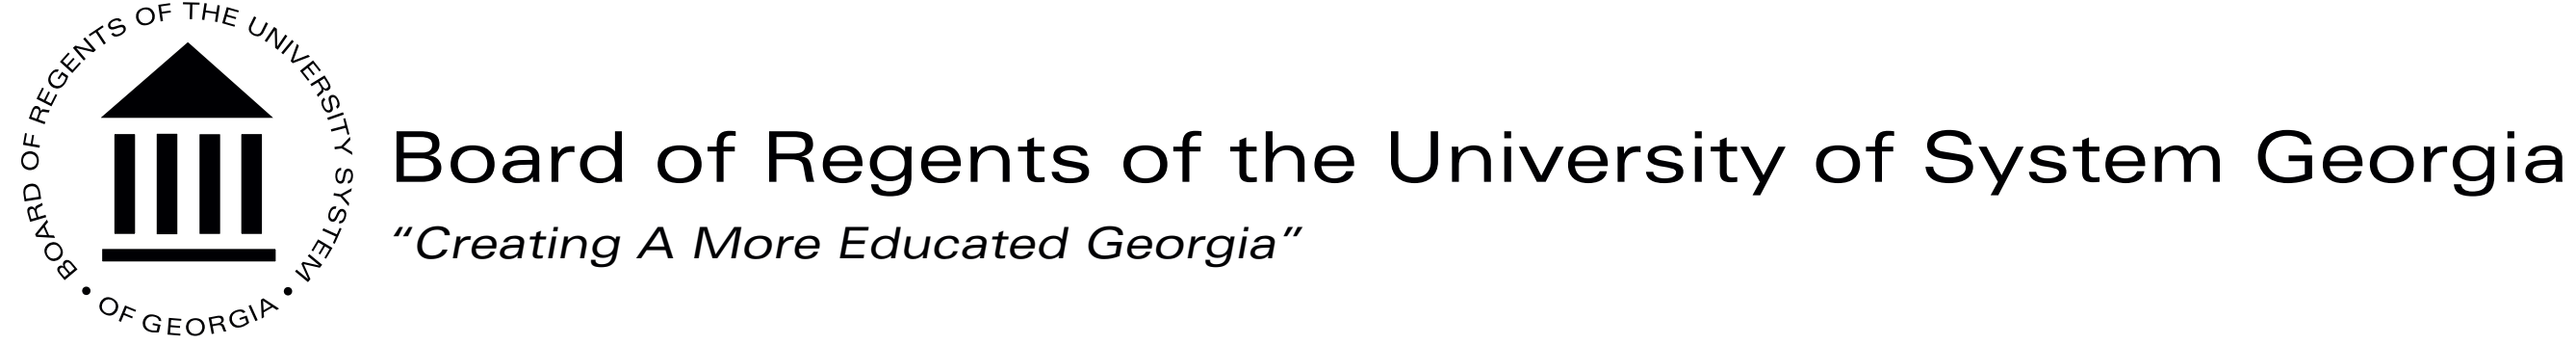 BOARD OF REGENTS OF THE UNIVERSITY SYSTEM
• OF GEORGIA •
Board of Regents of the University of System Georgia
“Creating A More Educated Georgia”